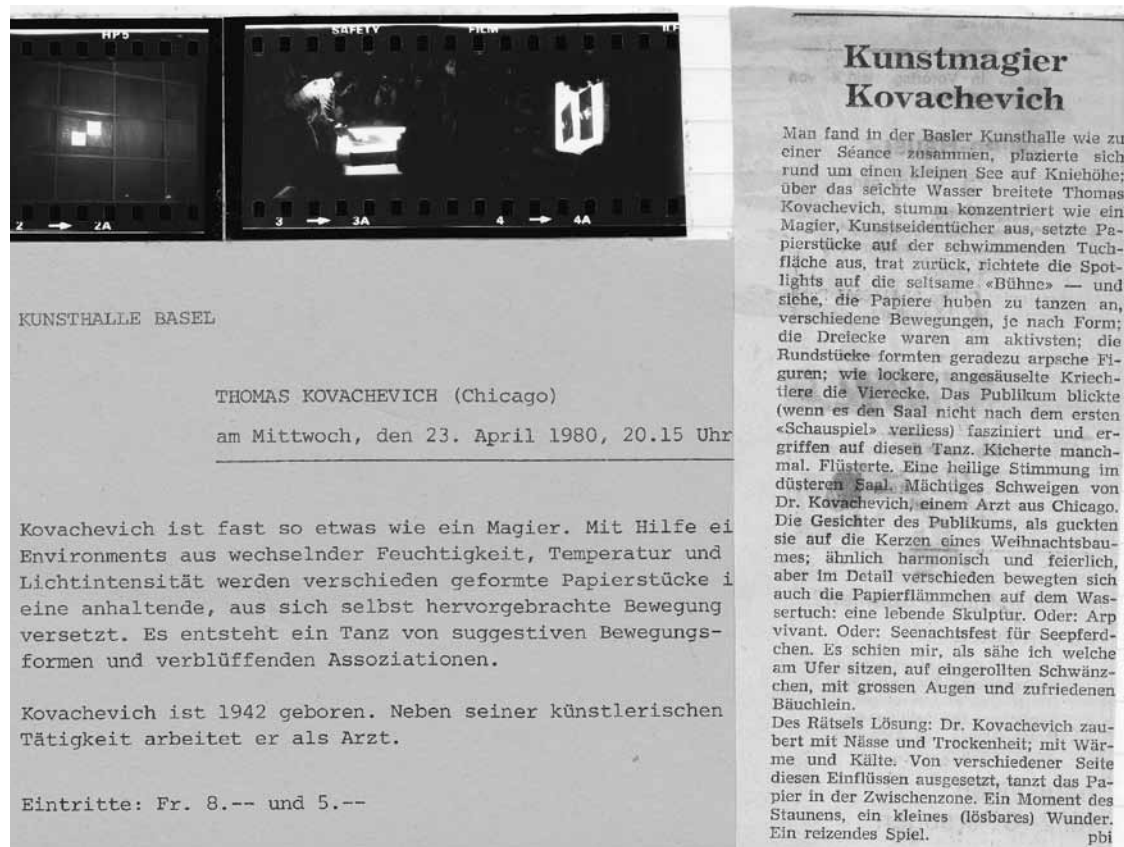 HP5
SAFETY
FILM
2
2A
3
3A
4
4A
KUNSTHALLE BASEL
THOMAS KOVACHEVICH (Chicago)
am Mittwoch, den 23. April 1980, 20.15 Uhr
Kovachevich ist fast so etwas wie ein Magier. Mit Hilfe ei
Environments aus wechselnder Feuchtigkeit, Temperatur und
Lichtintensität werden verschieden geformte Papierstücke i
eine anhaltende, aus sich selbst hervorgebrachte Bewegung
versetzt. Es entsteht ein Tanz von suggestiven Bewegungs-
formen und verblüffenden Assoziationen.
Kovachevich ist 1942 geboren. Neben seiner künstlerischen
Tätigkeit arbeitet er als Arzt.
Eintritte: Fr. 8.-- und 5.--
Kunstmagier
Kovachevich
Man fand in der Basler Kunsthalle wie zu
einer Séance zusammen, plazierte sich
rund um einen kleinen See auf Kniehöhe;
über das seichte Wasser breitete Thomas
Kovachevich, stumm konzentriert wie ein
Magier, Kunstseidentücher aus, setzte Pa-
pierstücke auf der schwimmenden Tuch-
fläche aus, trat zurück, richtete die Spot-
lights auf die seltsame «Bühne» — und
siehe, die Papiere huben zu tanzen an,
verschiedene Bewegungen, je nach Form;
die Dreiecke waren am aktivsten; die
Rundstücke formten geradezu arpsche Fi-
guren; wie lockere, angesäuselte Kriech-
tiere die Vierecke. Das Publikum blickte
(wenn es den Saal nicht nach dem ersten
«Schauspiel» verliess) fasziniert und er-
griffen auf diesen Tanz. Kicherte manch-
mal. Flüsterte. Eine heilige Stimmung im
düsteren Saal. Mächtiges Schweigen von
Dr. Kovachevich, einem Arzt aus Chicago.
Die Gesichter des Publikums, als guckten
sie auf die Kerzen eines Weihnachtsbau-
mes; ähnlich harmonisch und feierlich,
aber im Detail verschieden bewegten sich
auch die Papierflämmchen auf dem Was-
sertuch: eine lebende Skulptur. Oder: Arp
vivant. Oder: Seenachtsfest für Seepferd-
chen. Es schien mir, als sähe ich welche
am Ufer sitzen, auf eingerollten Schwänz-
chen, mit grossen Augen und zufriedenen
Bäuchlein.
Des Rätsels Lösung: Dr. Kovachevich zau-
bert mit Nässe und Trockenheit; mit Wär-
me und Kälte. Von verschiedener Seite
diesen Einflüssen ausgesetzt, tanzt das Pa-
pier in der Zwischenzone. Ein Moment des
Staunens, ein kleines (lösbares) Wunder.
Ein reizendes Spiel.
pbi